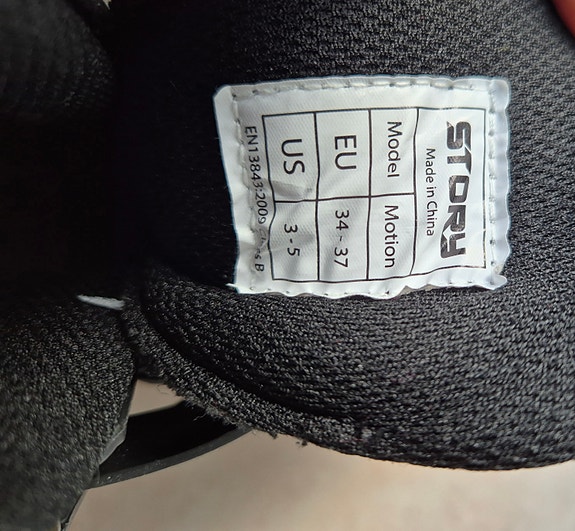 STORY
Made in China
Model Motion
EU 34 - 37
US 3 - 5
EN13843:2009 B